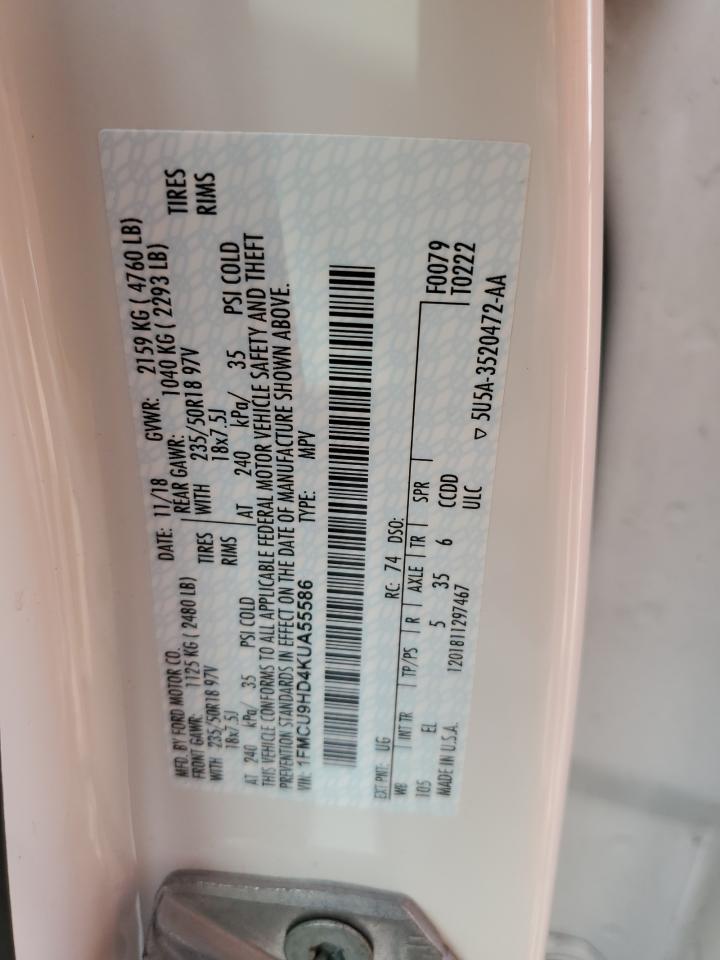 MFD. BY FORD MOTOR CO. DATE: 11/18 GVWR: 2159 KG ( 4760 LB)
FRONT GAWR: 1125 KG ( 2480 LB) REAR GAWR: 1040 KG ( 2293 LB)
WITH 235/50R18 97V TIRES WITH 235/50R18 97V TIRES
18x7.5J RIMS 18x7.5J RIMS
AT 240 kPa/ 35 PSI COLD AT 240 kPa/ 35 PSI COLD
THIS VEHICLE CONFORMS TO ALL APPLICABLE FEDERAL MOTOR VEHICLE SAFETY AND THEFT
PREVENTION STANDARDS IN EFFECT ON THE DATE OF MANUFACTURE SHOWN ABOVE.
VIN: 1FMCU9HD4KUA55586 TYPE: MPV
EXT PNT: UG RC: 74 DSO: F0079
WB INT TR TP/PS R AXLE TR SPR T0222
105 EL 5 35 6 CCDD
MADE IN U.S.A. 1201811297467 ULC ▽ 5U5A-3520472-AA